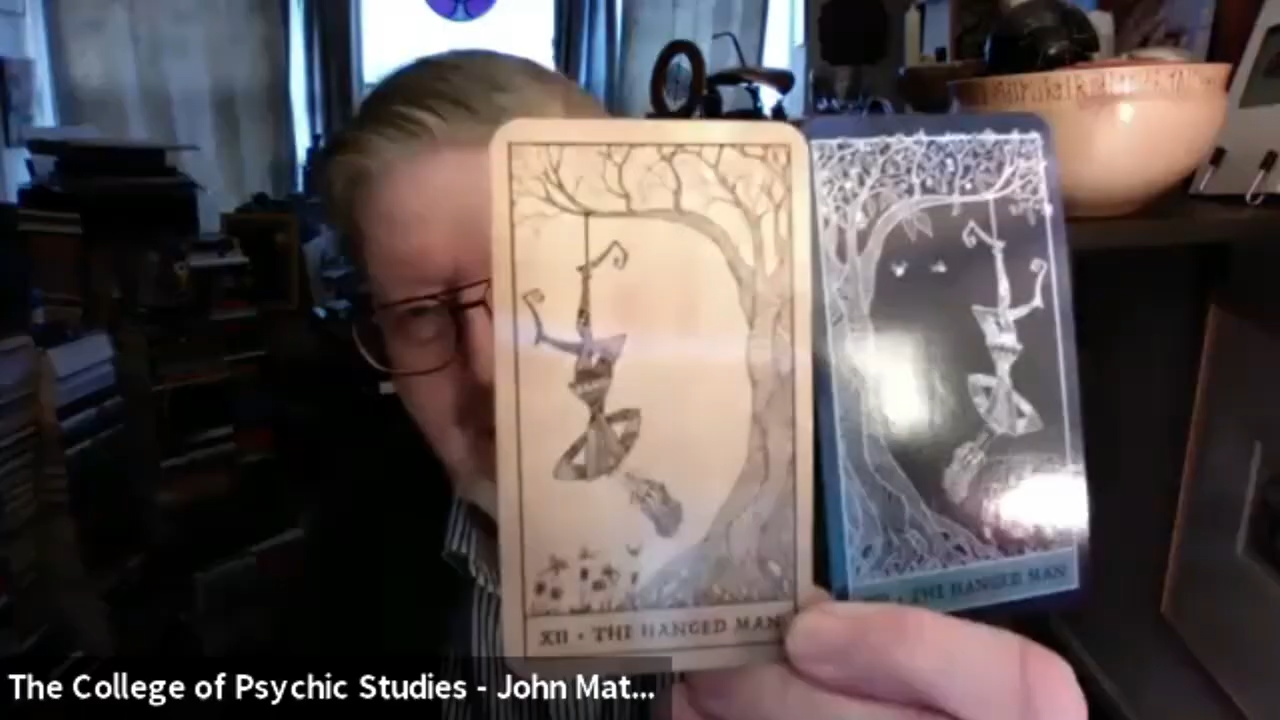 XII • THE HANGED MAN
• THE HANGED MAN
The College of Psychic Studies - John Mat...